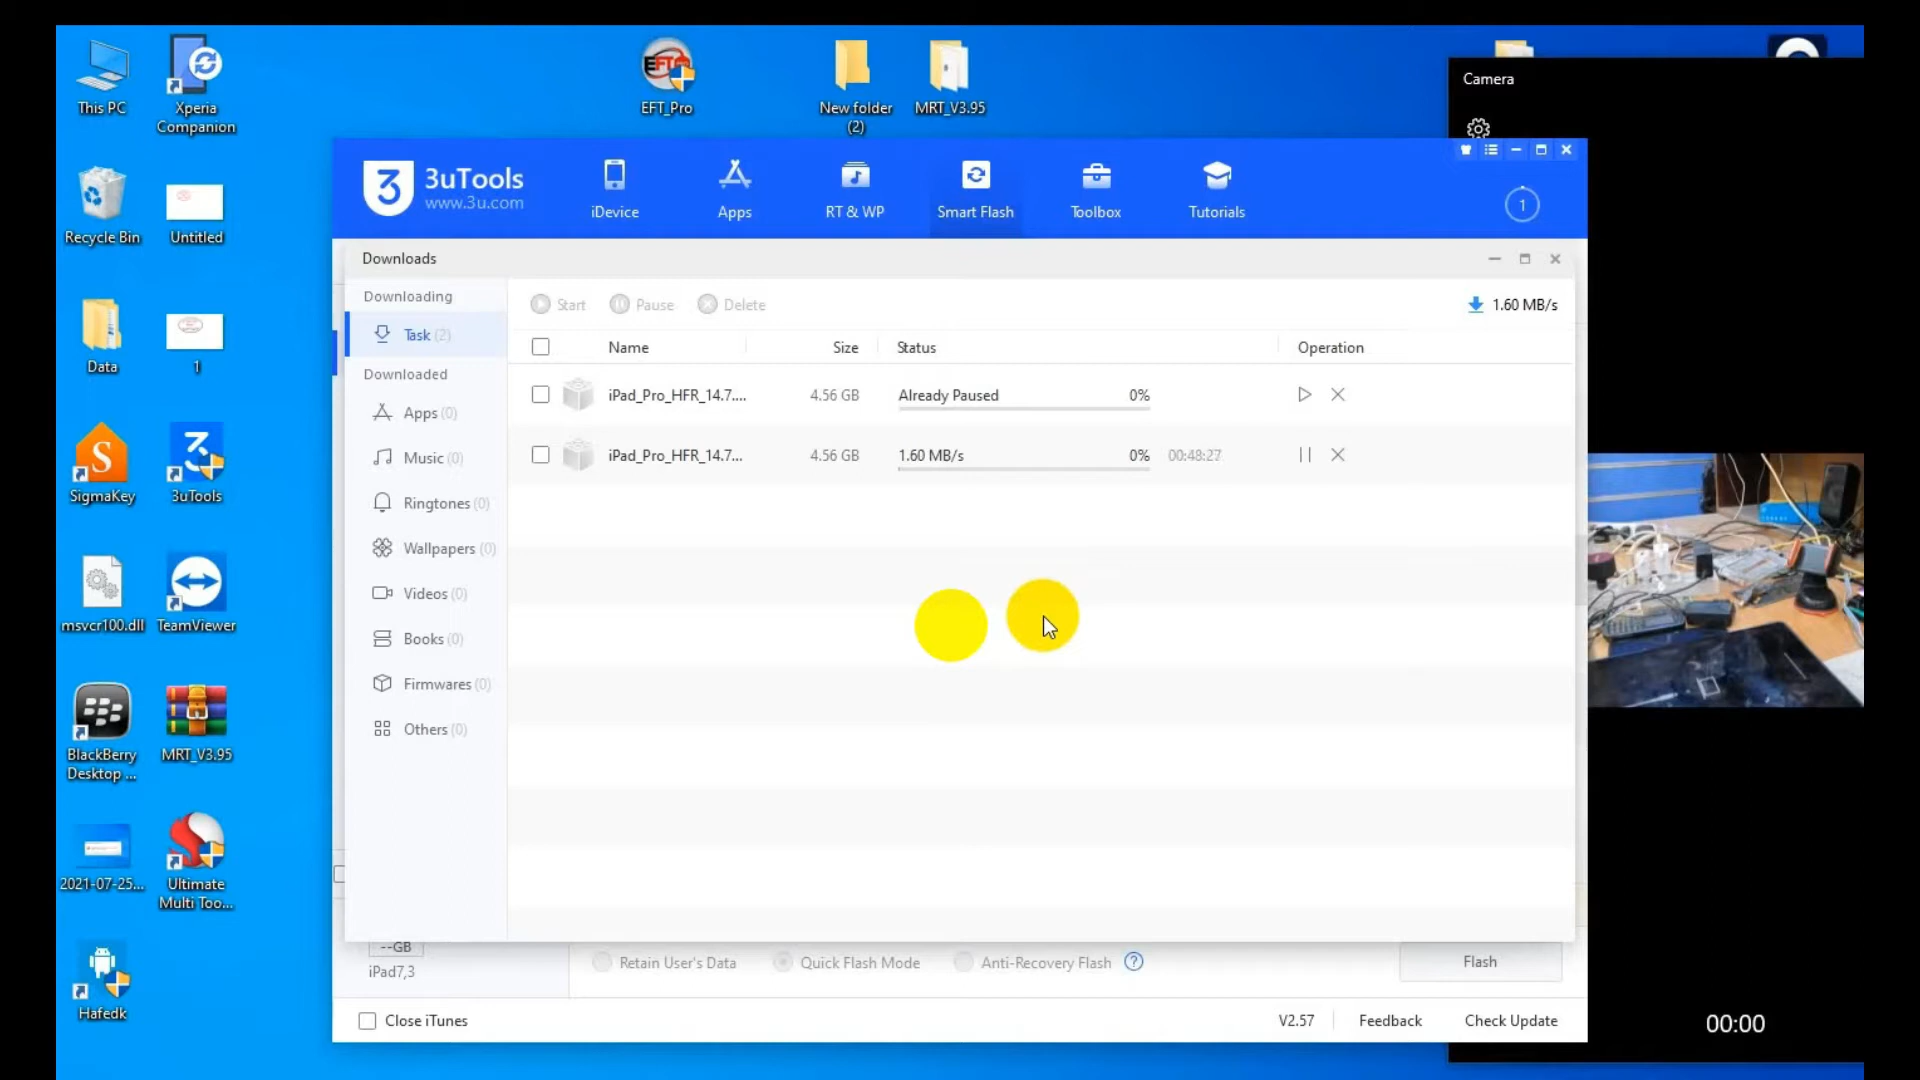 This PC
Xperia
Companion
EFT_Pro
New folder
(2)
MRT_V3.95
Camera
Recycle Bin
Untitled
3uTools
www.3u.com
iDevice
Apps
RT & WP
Smart Flash
Toolbox
Tutorials
1
Downloads
Downloading
Task (2)
Downloaded
Apps (0)
Music (0)
Ringtones (0)
Wallpapers (0)
Videos (0)
Books (0)
Firmwares (0)
Others (0)
Start
Pause
Delete
1.60 MB/s
Name
Size
Status
Operation
iPad_Pro_HFR_14.7....
4.56 GB
Already Paused
0%
iPad_Pro_HFR_14.7...
4.56 GB
1.60 MB/s
0%
00:48:27
Data
1
SigmaKey
3uTools
msvcr100.dll
TeamViewer
BlackBerry
Desktop ...
MRT_V3.95
2021-07-25...
Ultimate
Multi Too...
Hafedk
--GB
iPad7,3
Retain User's Data
Quick Flash Mode
Anti-Recovery Flash
?
Flash
Close iTunes
V2.57
Feedback
Check Update
00:00